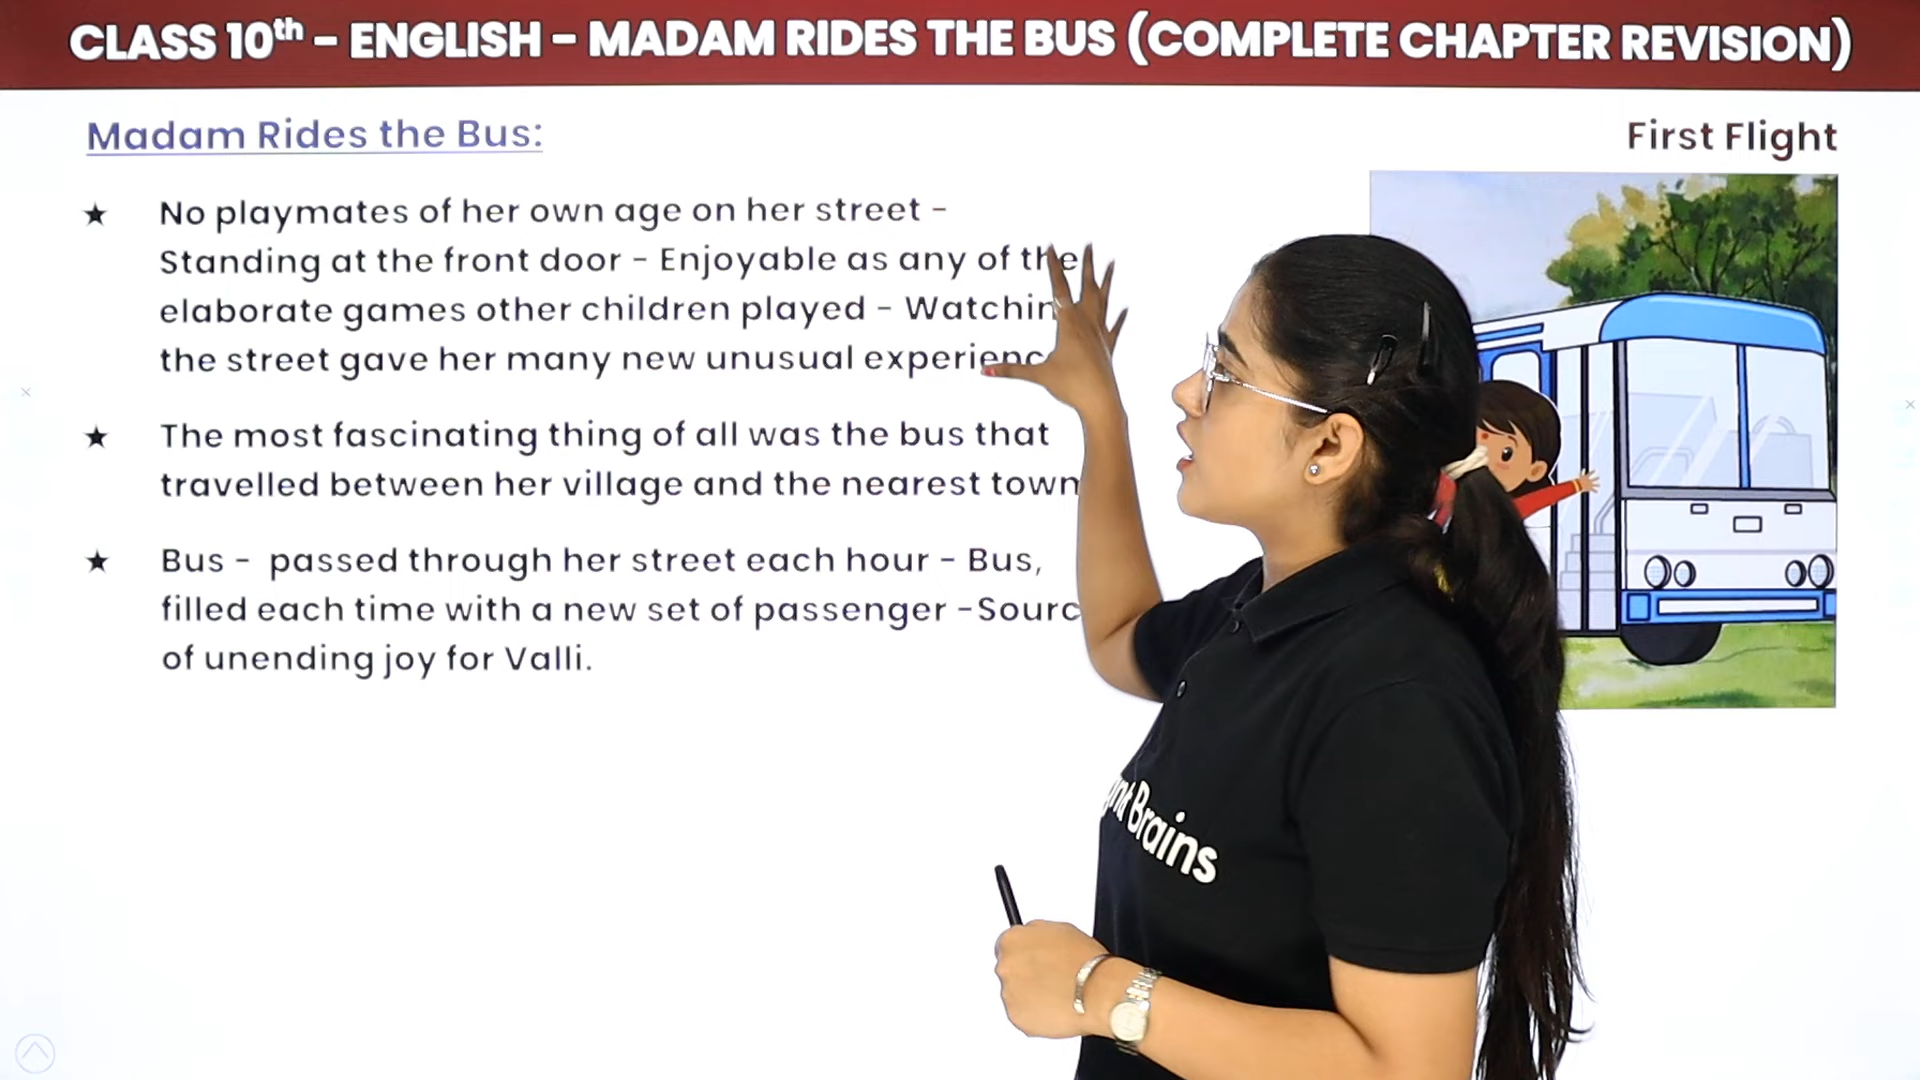 CLASS 10th - ENGLISH - MADAM RIDES THE BUS (COMPLETE CHAPTER REVISION)
Madam Rides the Bus:
First Flight
★ No playmates of her own age on her street -
Standing at the front door - Enjoyable as any of the
elaborate games other children played - Watchin
the street gave her many new unusual experienc
★ The most fascinating thing of all was the bus that
travelled between her village and the nearest town
★ Bus - passed through her street each hour - Bus,
filled each time with a new set of passenger -Sourc
of unending joy for Valli.
Brains